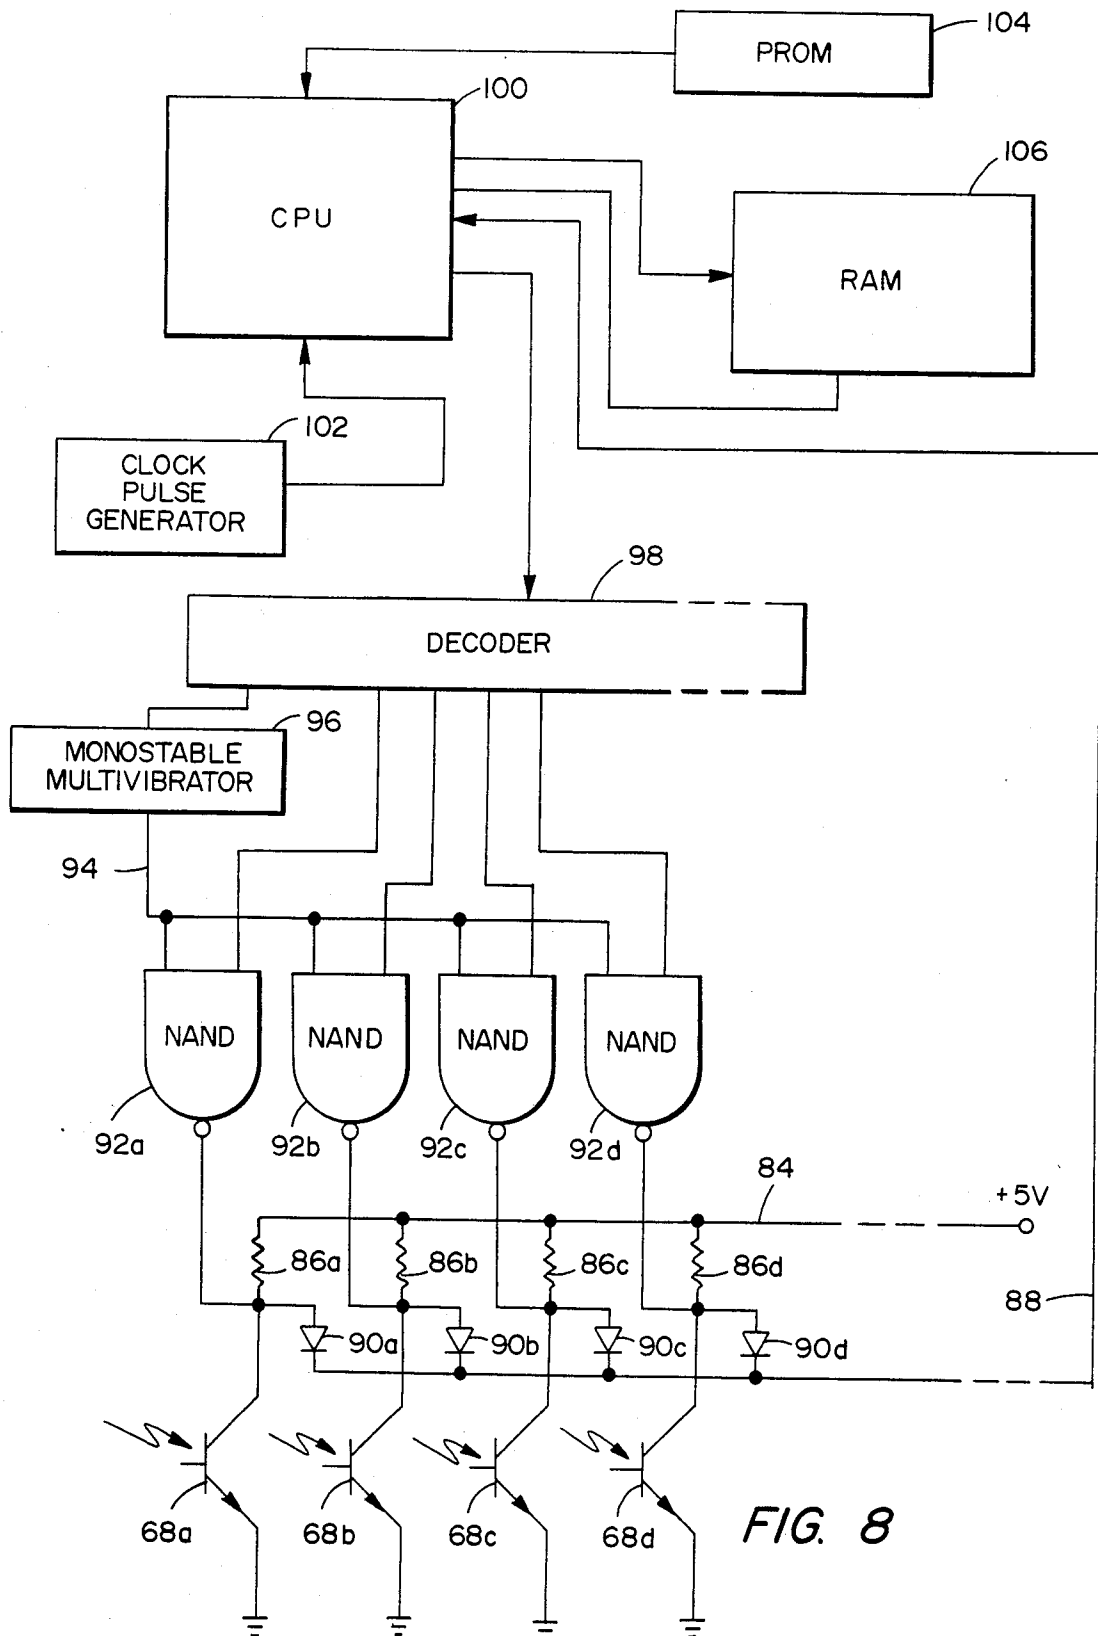 104
PROM
100
106
CPU
RAM
102
CLOCK
PULSE
GENERATOR
98
DECODER
96
MONOSTABLE
MULTIVIBRATOR
94
NAND
NAND
NAND
NAND
92a
92b
92c
92d
84
+5V
86a
86b
86c
86d
88
90a
90b
90c
90d
68a
68b
68c
68d
FIG. 8